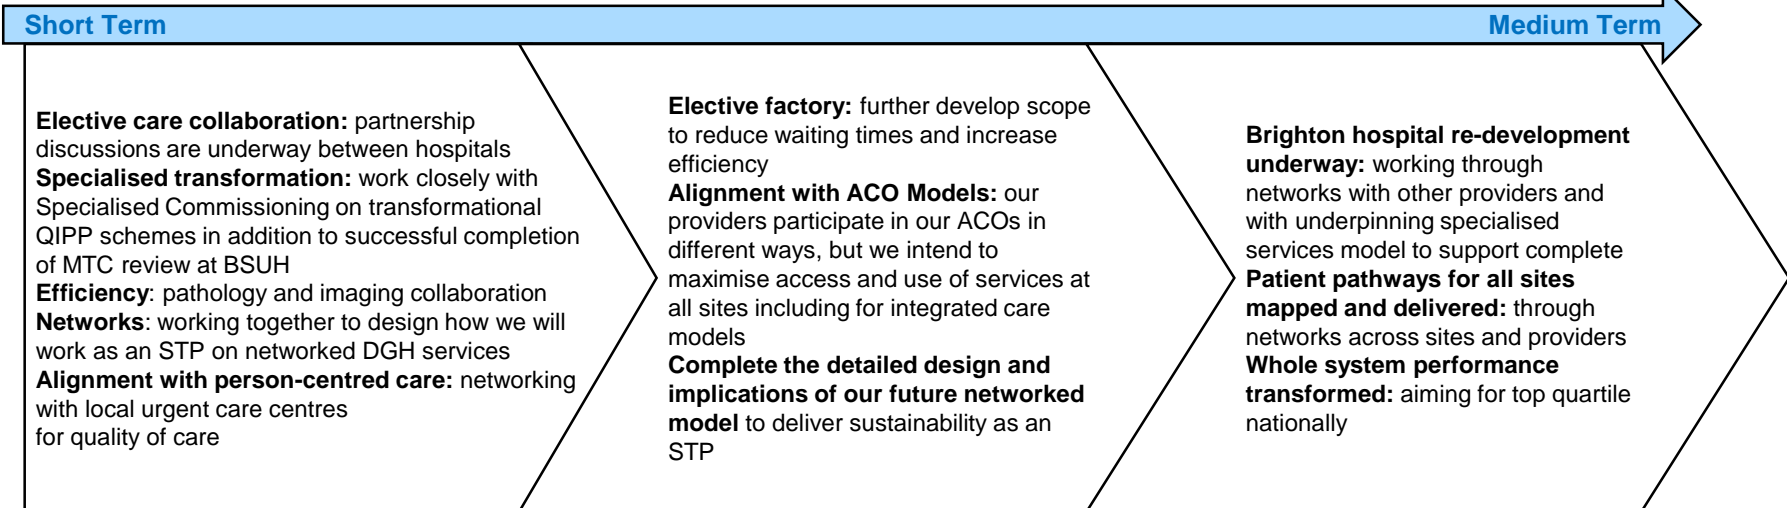 Short Term
Medium Term
Elective care collaboration: partnership
discussions are underway between hospitals
Specialised transformation: work closely with
Specialised Commissioning on transformational
QIPP schemes in addition to successful completion
of MTC review at BSUH
Efficiency: pathology and imaging collaboration
Networks: working together to design how we will
work as an STP on networked DGH services
Alignment with person-centred care: networking
with local urgent care centres
for quality of care
Elective factory: further develop scope
to reduce waiting times and increase
efficiency
Alignment with ACO Models: our
providers participate in our ACOs in
different ways, but we intend to
maximise access and use of services at
all sites including for integrated care
models
Complete the detailed design and
implications of our future networked
model to deliver sustainability as an
STP
Brighton hospital re-development
underway: working through
networks with other providers and
with underpinning specialised
services model to support complete
Patient pathways for all sites
mapped and delivered: through
networks across sites and providers
Whole system performance
transformed: aiming for top quartile
nationally